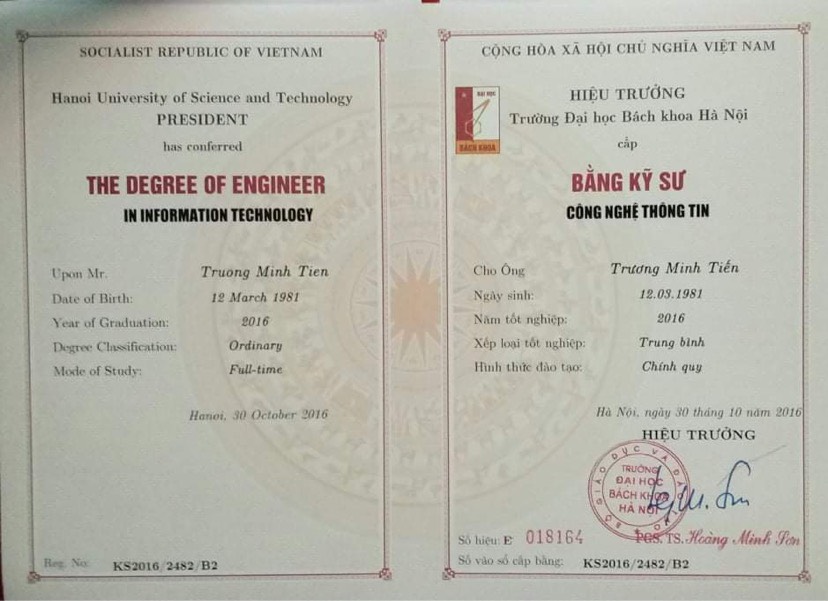 SOCIALIST REPUBLIC OF VIETNAM
Hanoi University of Science and Technology
PRESIDENT
has conferred
THE DEGREE OF ENGINEER
IN INFORMATION TECHNOLOGY
Upon Mr. Truong Minh Tien
Date of Birth: 12 March 1981
Year of Graduation: 2016
Degree Classification: Ordinary
Mode of Study: Full-time
Hanoi, 30 October 2016
Reg. No: KS2016/2482/B2
CỘNG HÒA XÃ HỘI CHỦ NGHĨA VIỆT NAM
ĐẠI HỌC
BÁCH KHOA
HIỆU TRƯỞNG
Trường Đại học Bách khoa Hà Nội
cấp
BẰNG KỸ SƯ
CÔNG NGHỆ THÔNG TIN
Cho Ông Trương Minh Tiến
Ngày sinh: 12.03.1981
Năm tốt nghiệp: 2016
Xếp loại tốt nghiệp: Trung bình
Hình thức đào tạo: Chính quy
Hà Nội, ngày 30 tháng 10 năm 2016
HIỆU TRƯỞNG
TRƯỜNG
ĐẠI HỌC
BÁCH KHOA
HÀ NỘI
Số hiệu: E 018164
PGS. TS. Hoàng Minh Sơn
Số vào sổ cấp bằng: KS2016/2482/B2